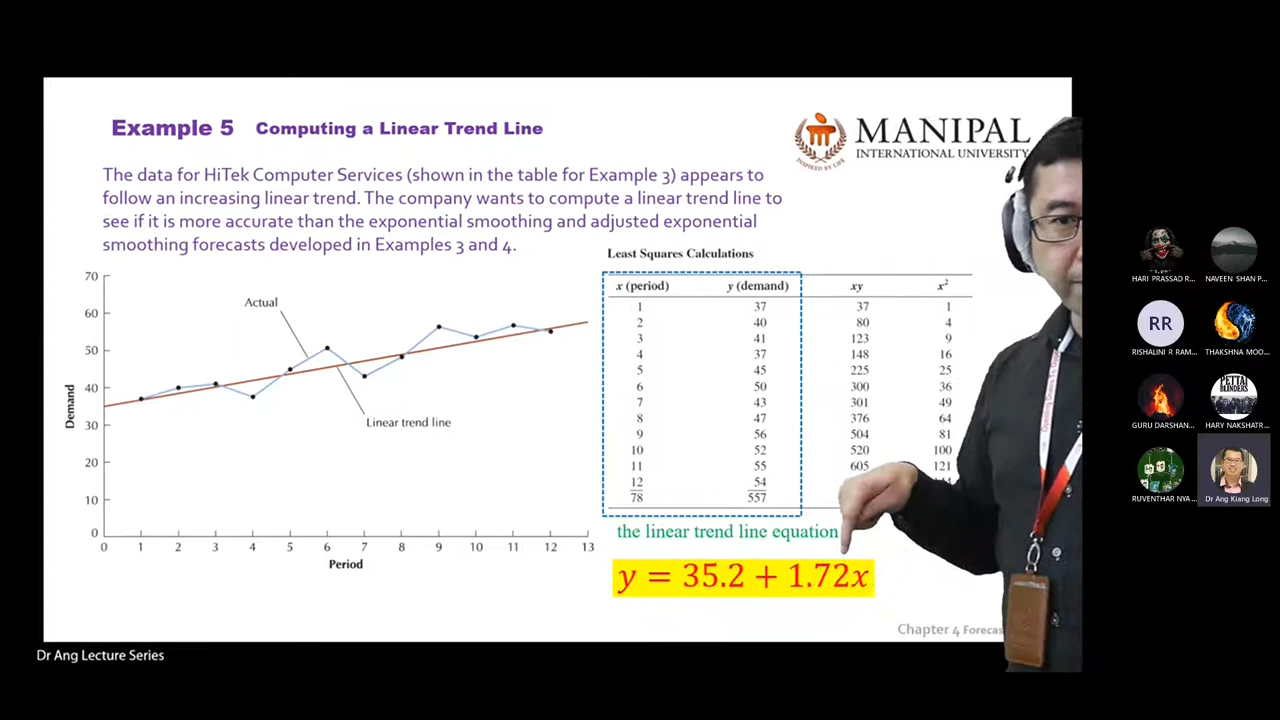 Example 5 Computing a Linear Trend Line
MANIPAL
INTERNATIONAL UNIVERSITY
INSPIRED BY LIFE
The data for HiTek Computer Services (shown in the table for Example 3) appears to
follow an increasing linear trend. The company wants to compute a linear trend line to
see if it is more accurate than the exponential smoothing and adjusted exponential
smoothing forecasts developed in Examples 3 and 4.
70
60
50
40
30
20
10
0
Demand
Actual
Linear trend line
0 1 2 3 4 5 6 7 8 9 10 11 12 13
Period
Least Squares Calculations
x (period) y (demand) xy x²
1 37 37 1
2 40 80 4
3 41 123 9
4 37 148 16
5 45 225 25
6 50 300 36
7 43 301 49
8 47 376 64
9 56 504 81
10 52 520 100
11 55 605 121
12 54
78 557
the linear trend line equation
y = 35.2 + 1.72x
Chapter 4 Forecas
Dr Ang Lecture Series
HARI PRASSAD R...
NAVEEN SHAN P...
RR
RISHALINI R RAM...
THAKSHNA MOO...
GURU DARSHAN...
PETTAI
BLINDERS
HARY NAKSHATR...
RUVENTHAR NYA...
Dr Ang Kiang Long